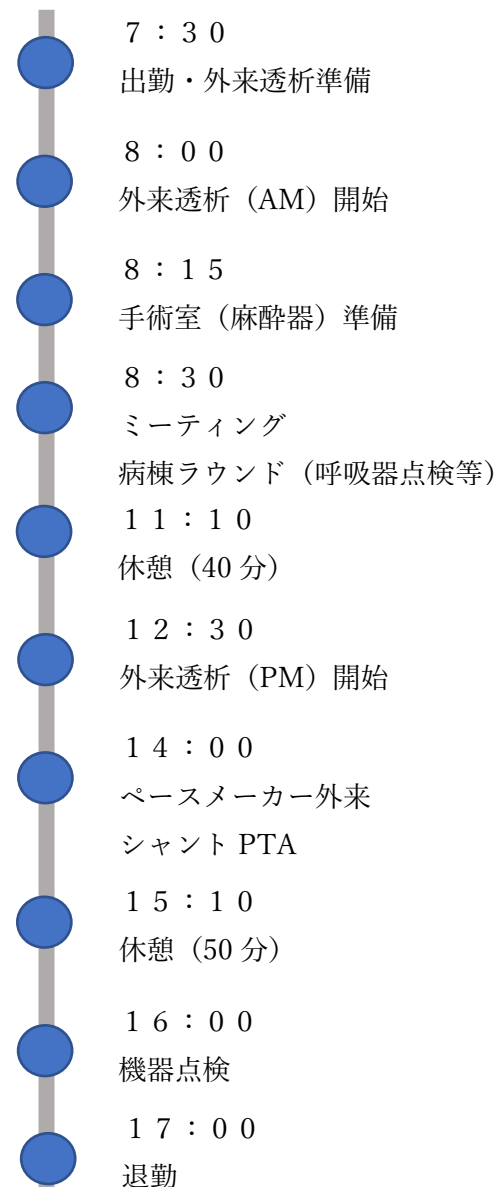 ７：３０
出勤・外来透析準備
８：００
外来透析（AM）開始
８：１５
手術室（麻酔器）準備
８：３０
ミーティング
病棟ラウンド（呼吸器点検等）
１１：１０
休憩（40 分）
１２：３０
外来透析（PM）開始
１４：００
ペースメーカー外来
シャント PTA
１５：１０
休憩（50 分）
１６：００
機器点検
１７：００
退勤